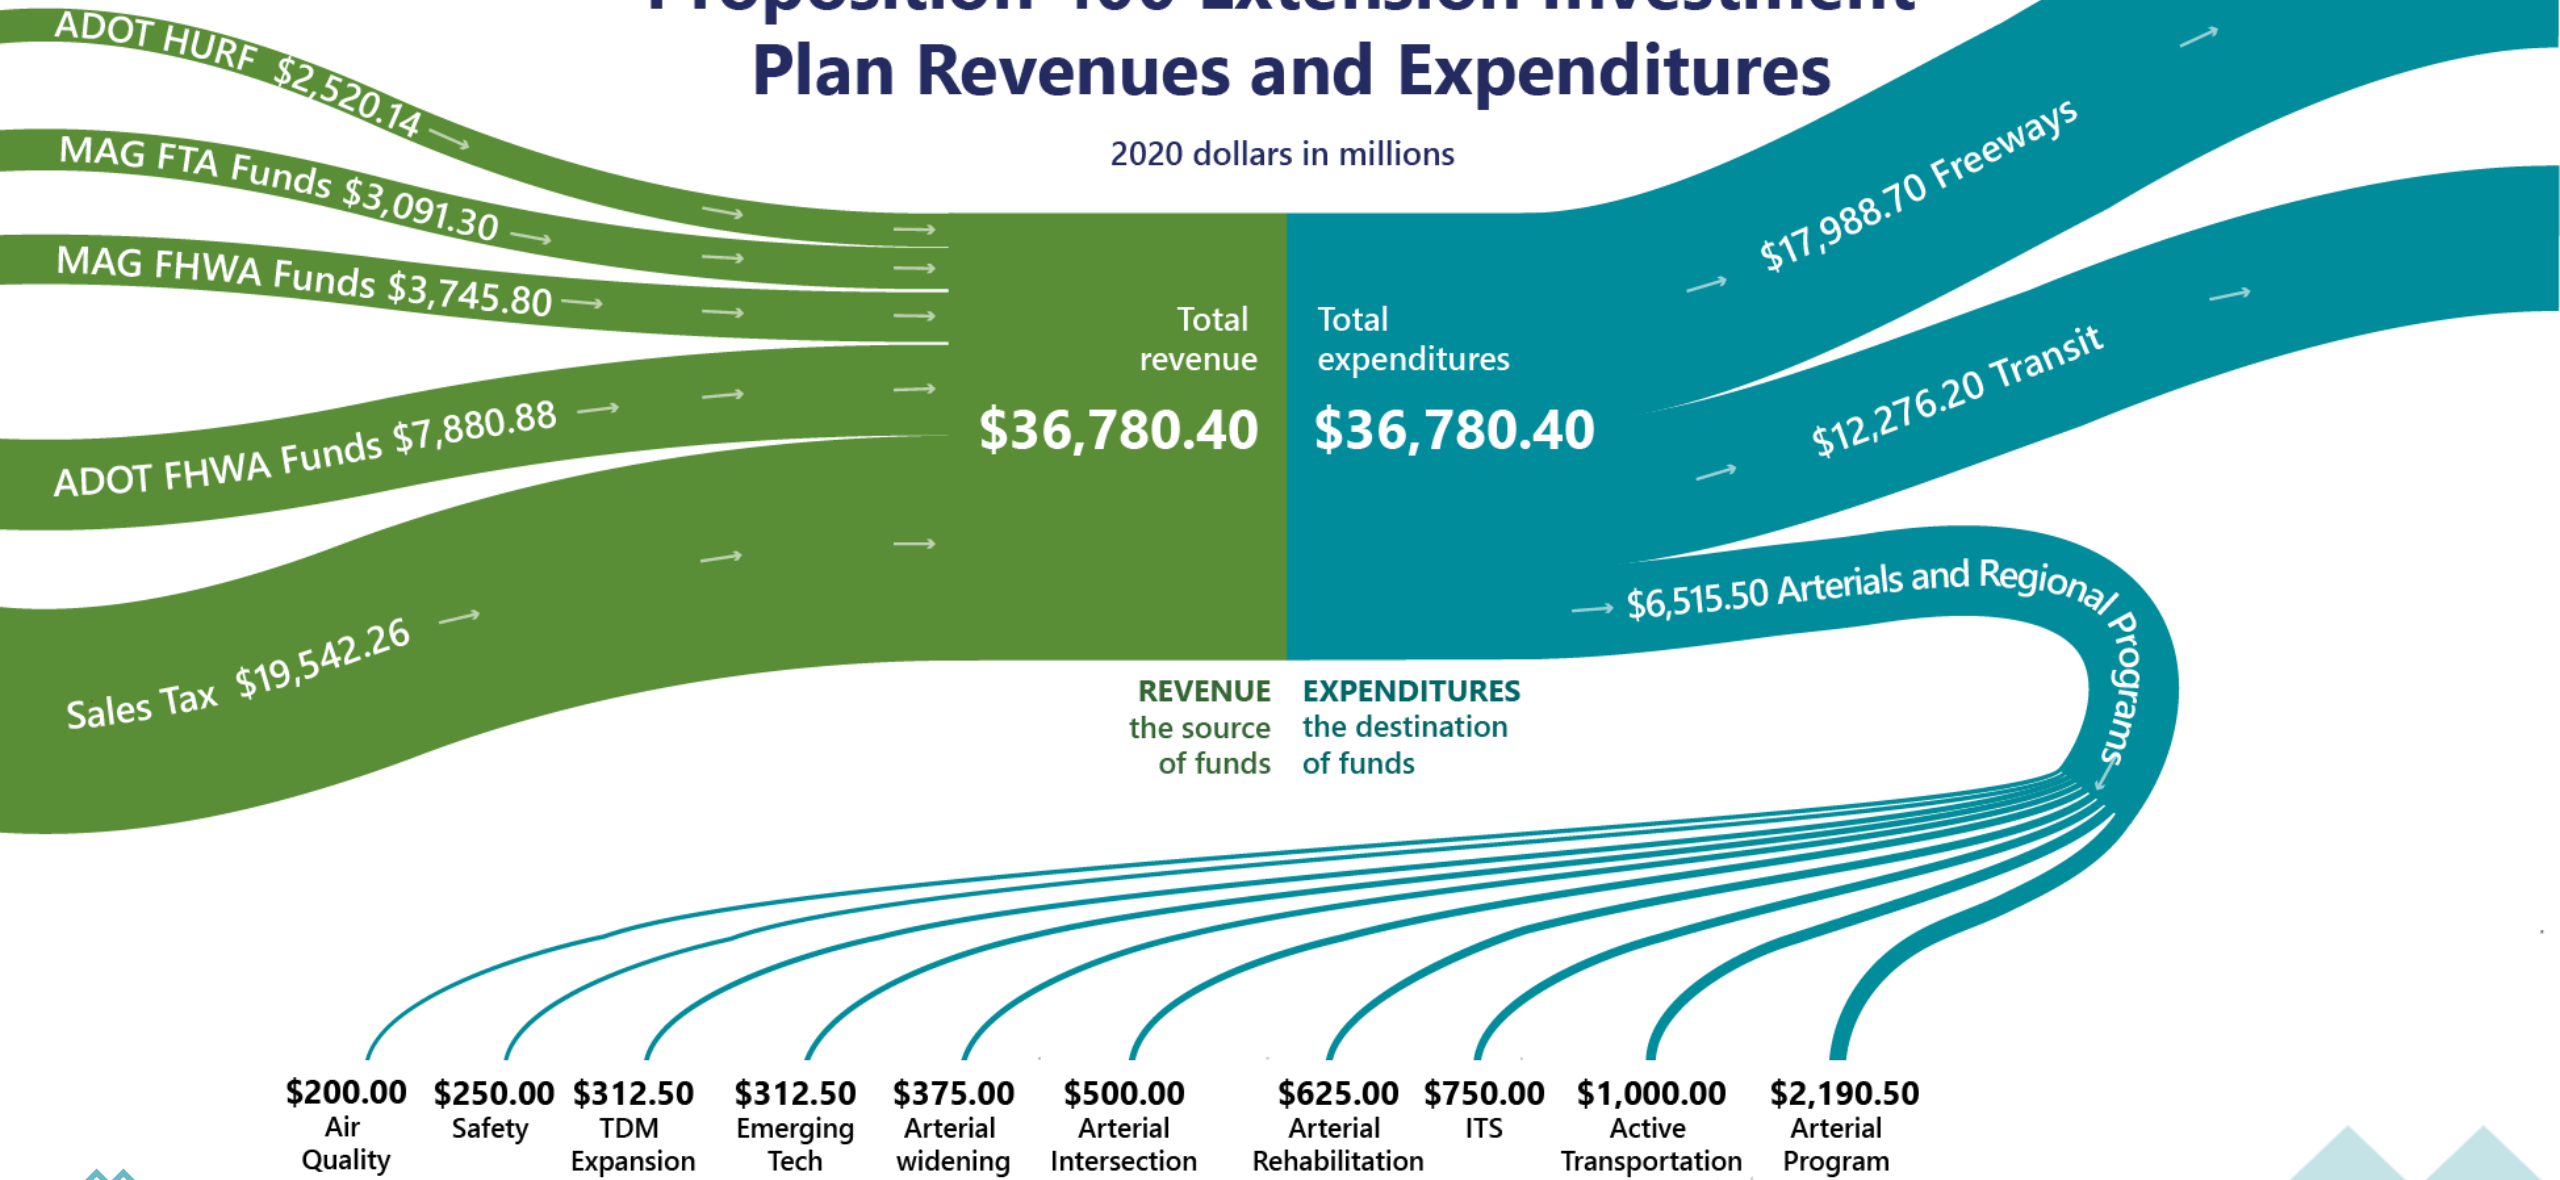 Proposition 400 Extension Investment
Plan Revenues and Expenditures
2020 dollars in millions
ADOT HURF $2,520.14
MAG FTA Funds $3,091.30
MAG FHWA Funds $3,745.80
ADOT FHWA Funds $7,880.88
Sales Tax $19,542.26
Total
revenue
$36,780.40
Total
expenditures
$36,780.40
$17,988.70 Freeways
$12,276.20 Transit
$6,515.50 Arterials and Regional Programs
REVENUE
the source
of funds
EXPENDITURES
the destination
of funds
$200.00
Air
Quality
$250.00
Safety
$312.50
TDM
Expansion
$312.50
Emerging
Tech
$375.00
Arterial
widening
$500.00
Arterial
Intersection
$625.00
Arterial
Rehabilitation
$750.00
ITS
$1,000.00
Active
Transportation
$2,190.50
Arterial
Program